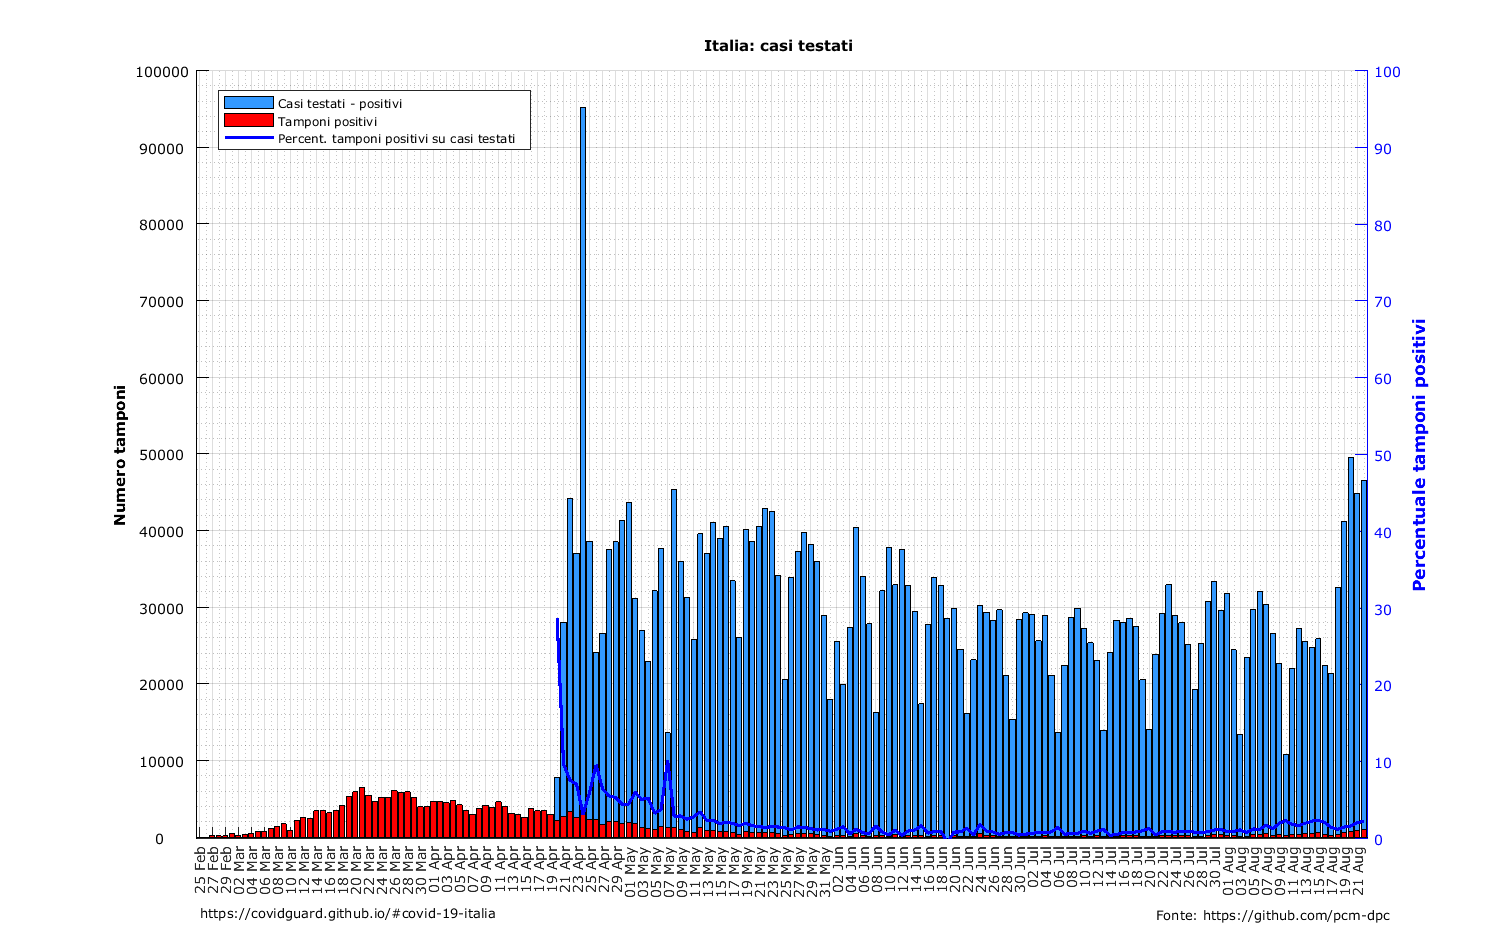 Italia: casi testati
Casi testati - positivi
Tamponi positivi
Percent. tamponi positivi su casi testati
Numero tamponi
100000
90000
80000
70000
60000
50000
40000
30000
20000
10000
0
Percentuale tamponi positivi
100
90
80
70
60
50
40
30
20
10
0
25 Feb
27 Feb
29 Feb
02 Mar
04 Mar
06 Mar
08 Mar
10 Mar
12 Mar
14 Mar
16 Mar
18 Mar
20 Mar
22 Mar
24 Mar
26 Mar
28 Mar
30 Mar
01 Apr
03 Apr
05 Apr
07 Apr
09 Apr
11 Apr
13 Apr
15 Apr
17 Apr
19 Apr
21 Apr
23 Apr
25 Apr
27 Apr
29 Apr
01 May
03 May
05 May
07 May
09 May
11 May
13 May
15 May
17 May
19 May
21 May
23 May
25 May
27 May
29 May
31 May
02 Jun
04 Jun
06 Jun
08 Jun
10 Jun
12 Jun
14 Jun
16 Jun
18 Jun
20 Jun
22 Jun
24 Jun
26 Jun
28 Jun
30 Jun
02 Jul
04 Jul
06 Jul
08 Jul
10 Jul
12 Jul
14 Jul
16 Jul
18 Jul
20 Jul
22 Jul
24 Jul
26 Jul
28 Jul
30 Jul
01 Aug
03 Aug
05 Aug
07 Aug
09 Aug
11 Aug
13 Aug
15 Aug
17 Aug
19 Aug
21 Aug
https://covidguard.github.io/#covid-19-italia
Fonte: https://github.com/pcm-dpc